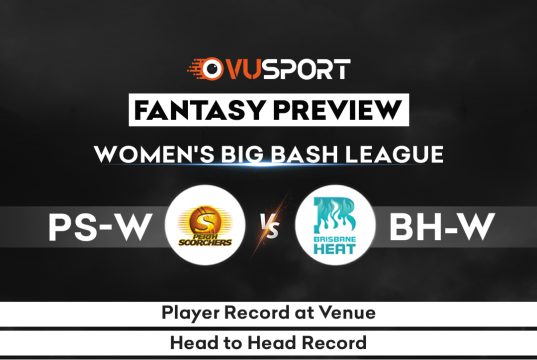 OVUSPORT
FANTASY PREVIEW
WOMEN'S BIG BASH LEAGUE
PS-W
S
PERTH
SCORCHERS
VS
BRISBANE
HEAT
BH-W
Player Record at Venue
Head to Head Record